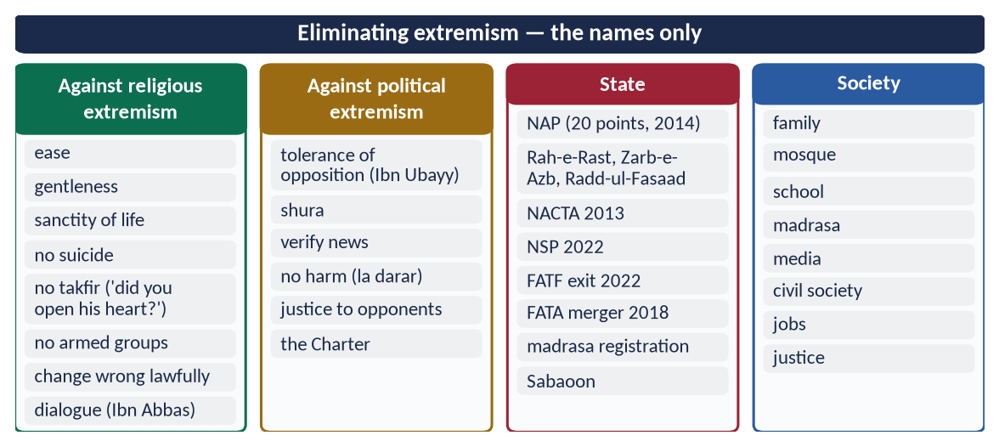 Eliminating extremism — the names only
Against religious
extremism
ease
gentleness
sanctity of life
no suicide
no takfir ('did you
open his heart?')
no armed groups
change wrong lawfully
dialogue (Ibn Abbas)
Against political
extremism
tolerance of
opposition (Ibn Ubayy)
shura
verify news
no harm (la darar)
justice to opponents
the Charter
State
NAP (20 points, 2014)
Rah-e-Rast, Zarb-e-
Azb, Radd-ul-Fasaad
NACTA 2013
NSP 2022
FATF exit 2022
FATA merger 2018
madrasa registration
Sabaoon
Society
family
mosque
school
madrasa
media
civil society
jobs
justice